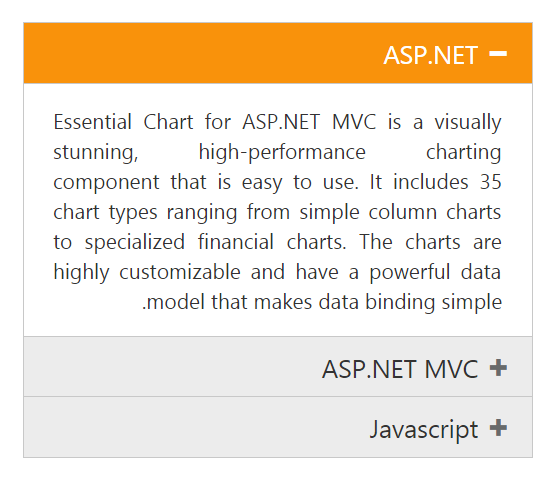 ASP.NET
Essential Chart for ASP.NET MVC is a visually
stunning, high-performance charting
component that is easy to use. It includes 35
chart types ranging from simple column charts
to specialized financial charts. The charts are
highly customizable and have a powerful data
.model that makes data binding simple
ASP.NET MVC
Javascript